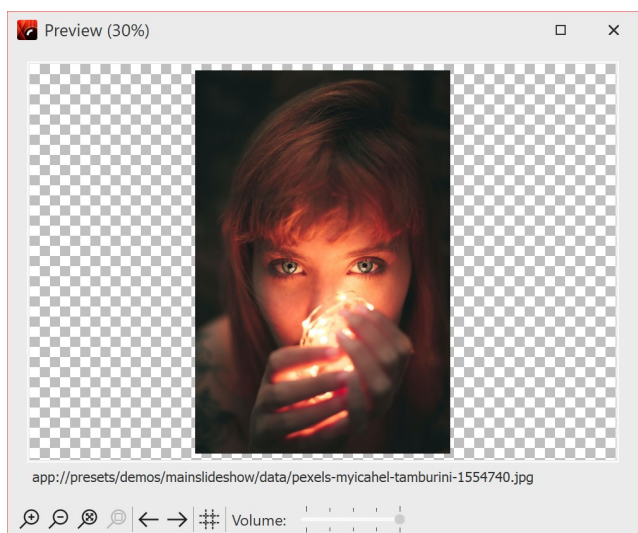 Preview (30%)
app://presets/demos/mainslideshow/data/pexels-myicahel-tamburini-1554740.jpg
Volume: